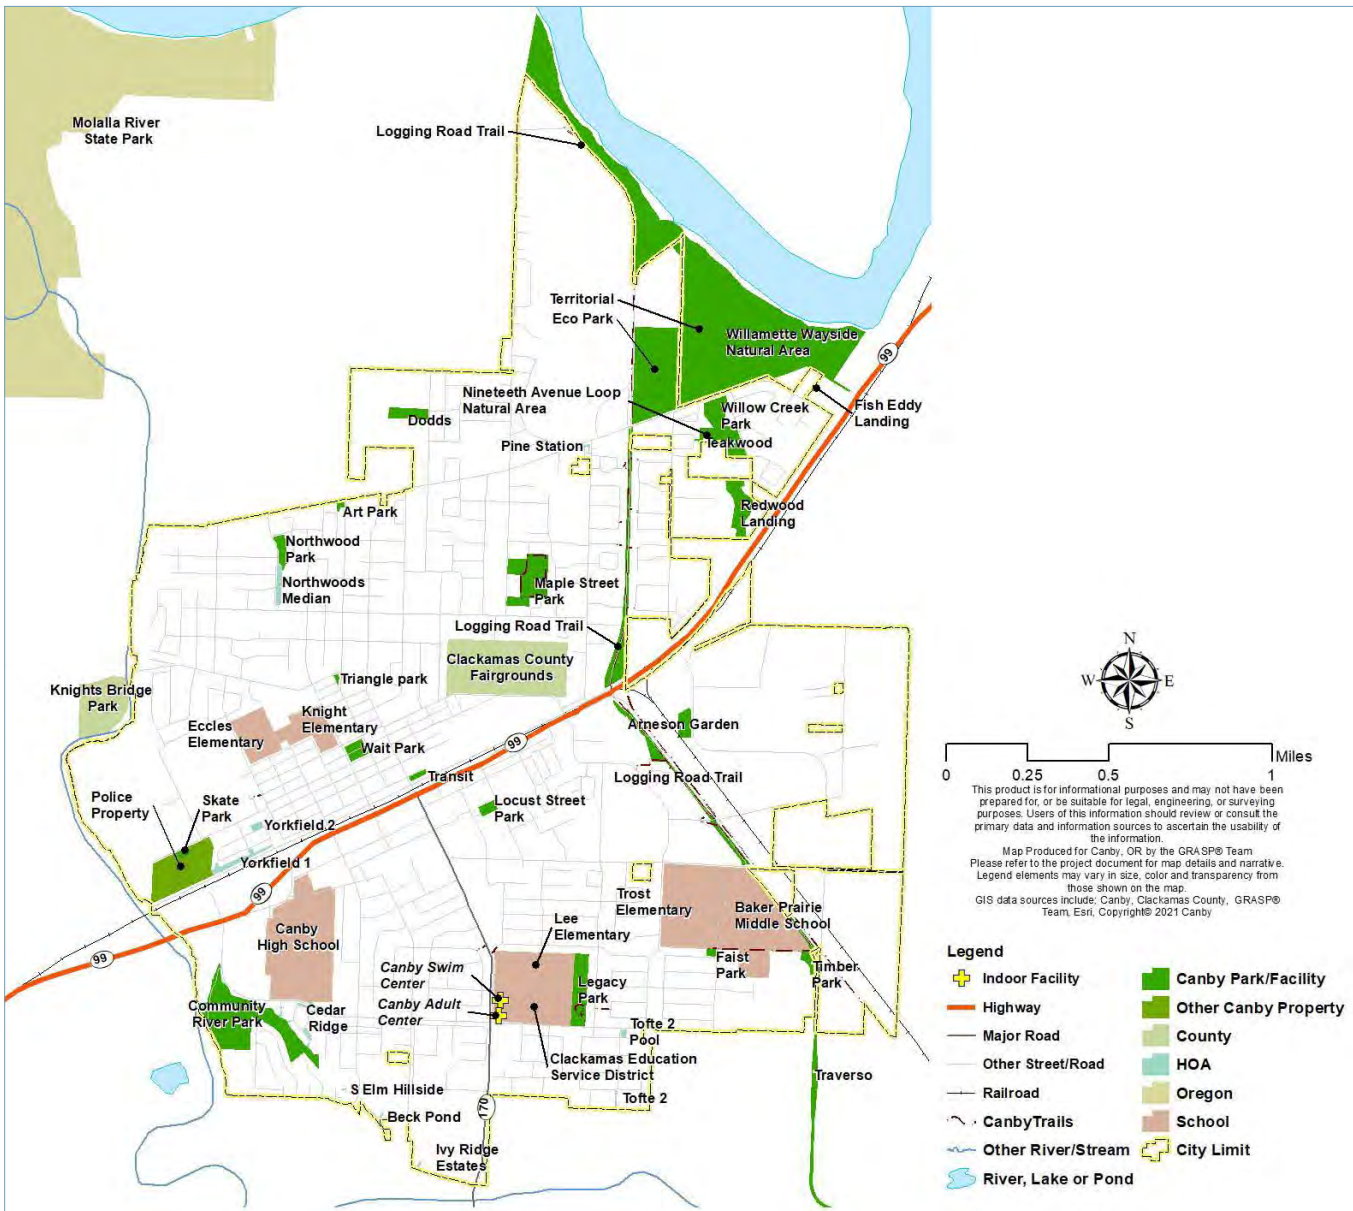 Molalla River
State Park
Logging Road Trail
Territorial
Eco Park
Willamette Wayside
Natural Area
99
Nineteeth Avenue Loop
Natural Area
Willow Creek
Park
Fish Eddy
Landing
Dodds
Pine Station
Teakwood
Art Park
Redwood
Landing
Northwood
Park
Northwoods
Median
Maple Street
Park
Logging Road Trail
Clackamas County
Fairgrounds
Triangle park
Knights Bridge
Park
Eccles
Elementary
Knight
Elementary
Wait Park
Arneson Garden
99
Transit
Logging Road Trail
Police
Property
Skate
Park
Locust Street
Park
Yorkfield 2
Yorkfield 1
99
Trost
Elementary
Baker Prairie
Middle School
Lee
Elementary
Canby
High School
99
Canby Swim
Center
Canby Adult
Center
Legacy
Park
Faist
Park
Timber
Park
Community
River Park
Cedar
Ridge
Tofte 2
Pool
Clackamas Education
Service District
Traverso
S Elm Hillside
Tofte 2
170
Beck Pond
Ivy Ridge
Estates
N
W
E
S
0
0.25
0.5
1
Miles
This product is for informational purposes and may not have been
prepared for, or be suitable for legal, engineering, or surveying
purposes. Users of this information should review or consult the
primary data and information sources to ascertain the usability of
the information.
Map Produced for Canby, OR by the GRASP® Team
Please refer to the project document for map details and narrative.
Legend elements may vary in size, color and transparency from
those shown on the map.
GIS data sources include; Canby, Clackamas County, GRASP®
Team, Esri, Copyright© 2021 Canby
Legend
Indoor Facility
Highway
Major Road
Other Street/Road
Railroad
CanbyTrails
Other River/Stream
River, Lake or Pond
Canby Park/Facility
Other Canby Property
County
HOA
Oregon
School
City Limit